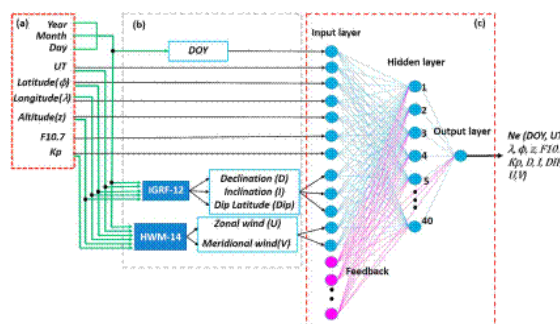 (a)
Year
Month
Day
UT
Latitude(ϕ)
Longitude(λ)
Altitude(z)
F10.7
Kp
(b)
DOY
IGRF-12
Declination (D)
Inclination (I)
Dip Latitude (Dip)
HWM-14
Zonal wind (U)
Meridional wind(V)
(c)
Input layer
Hidden layer
1
2
3
4
5
40
Output layer
Feedback
Ne (DOY, UT
λ, ϕ, z, F10.
Kp, D, I, DIP
U,V)